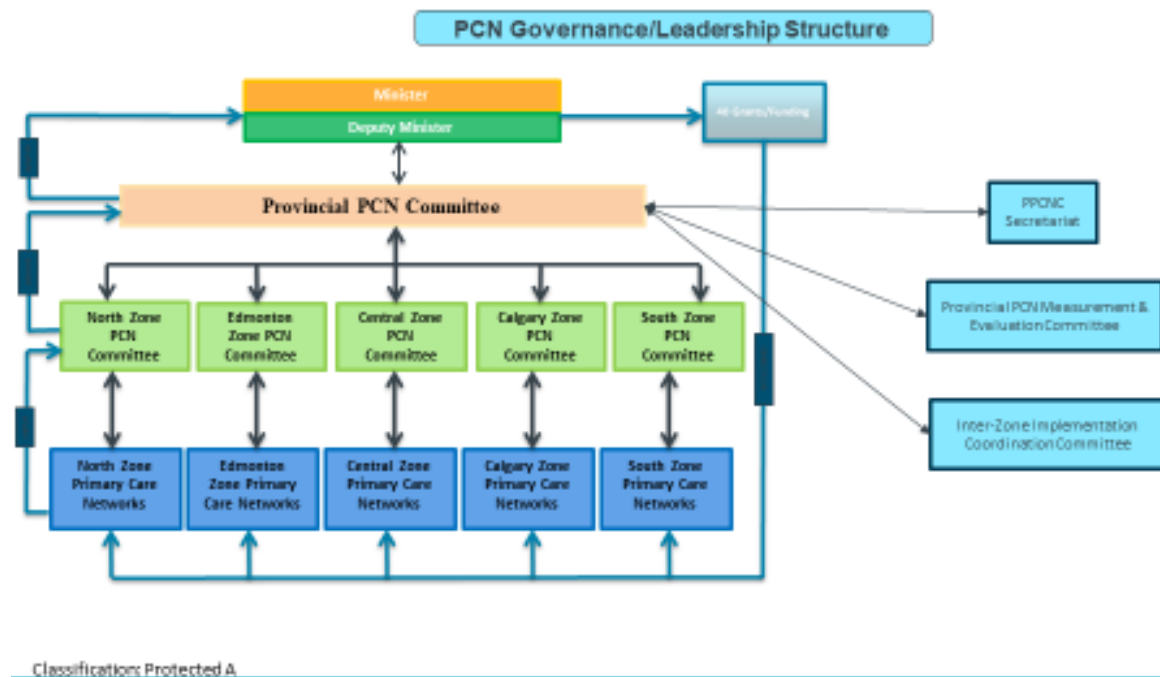 PCN Governance/Leadership Structure
Minister
Deputy Minister
Grants/Funding
Provincial PCN Committee
PPCNC
Secretariat
Provincial PCN Measurement &
Evaluation Committee
Inter-Zone Implementation
Coordination Committee
North Zone
PCN
Committee
Edmonton
Zone PCN
Committee
Central Zone
PCN
Committee
Calgary Zone
PCN
Committee
South Zone
PCN
Committee
North Zone
Primary Care
Networks
Edmonton
Zone Primary
Care Networks
Central Zone
Primary Care
Networks
Calgary Zone
Primary Care
Networks
South Zone
Primary Care
Networks
Classification: Protected A